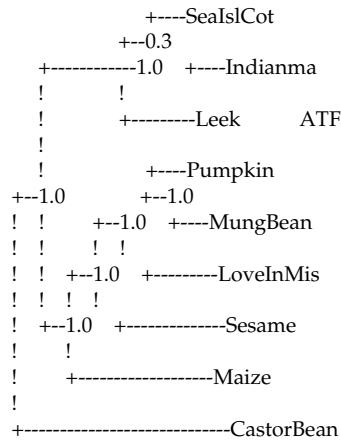 +----SeaIslCot
+--0.3
+-------------1.0 +----Indianma
! !
! +---------Leek ATF
!
! +----Pumpkin
+--1.0 +--1.0
! ! +--1.0 +----MungBean
! ! ! !
! ! +--1.0 +---------LoveInMis
! ! ! !
! +--1.0 +--------------Sesame
! !
! +-------------------Maize
!
+-----------------------------CastorBean